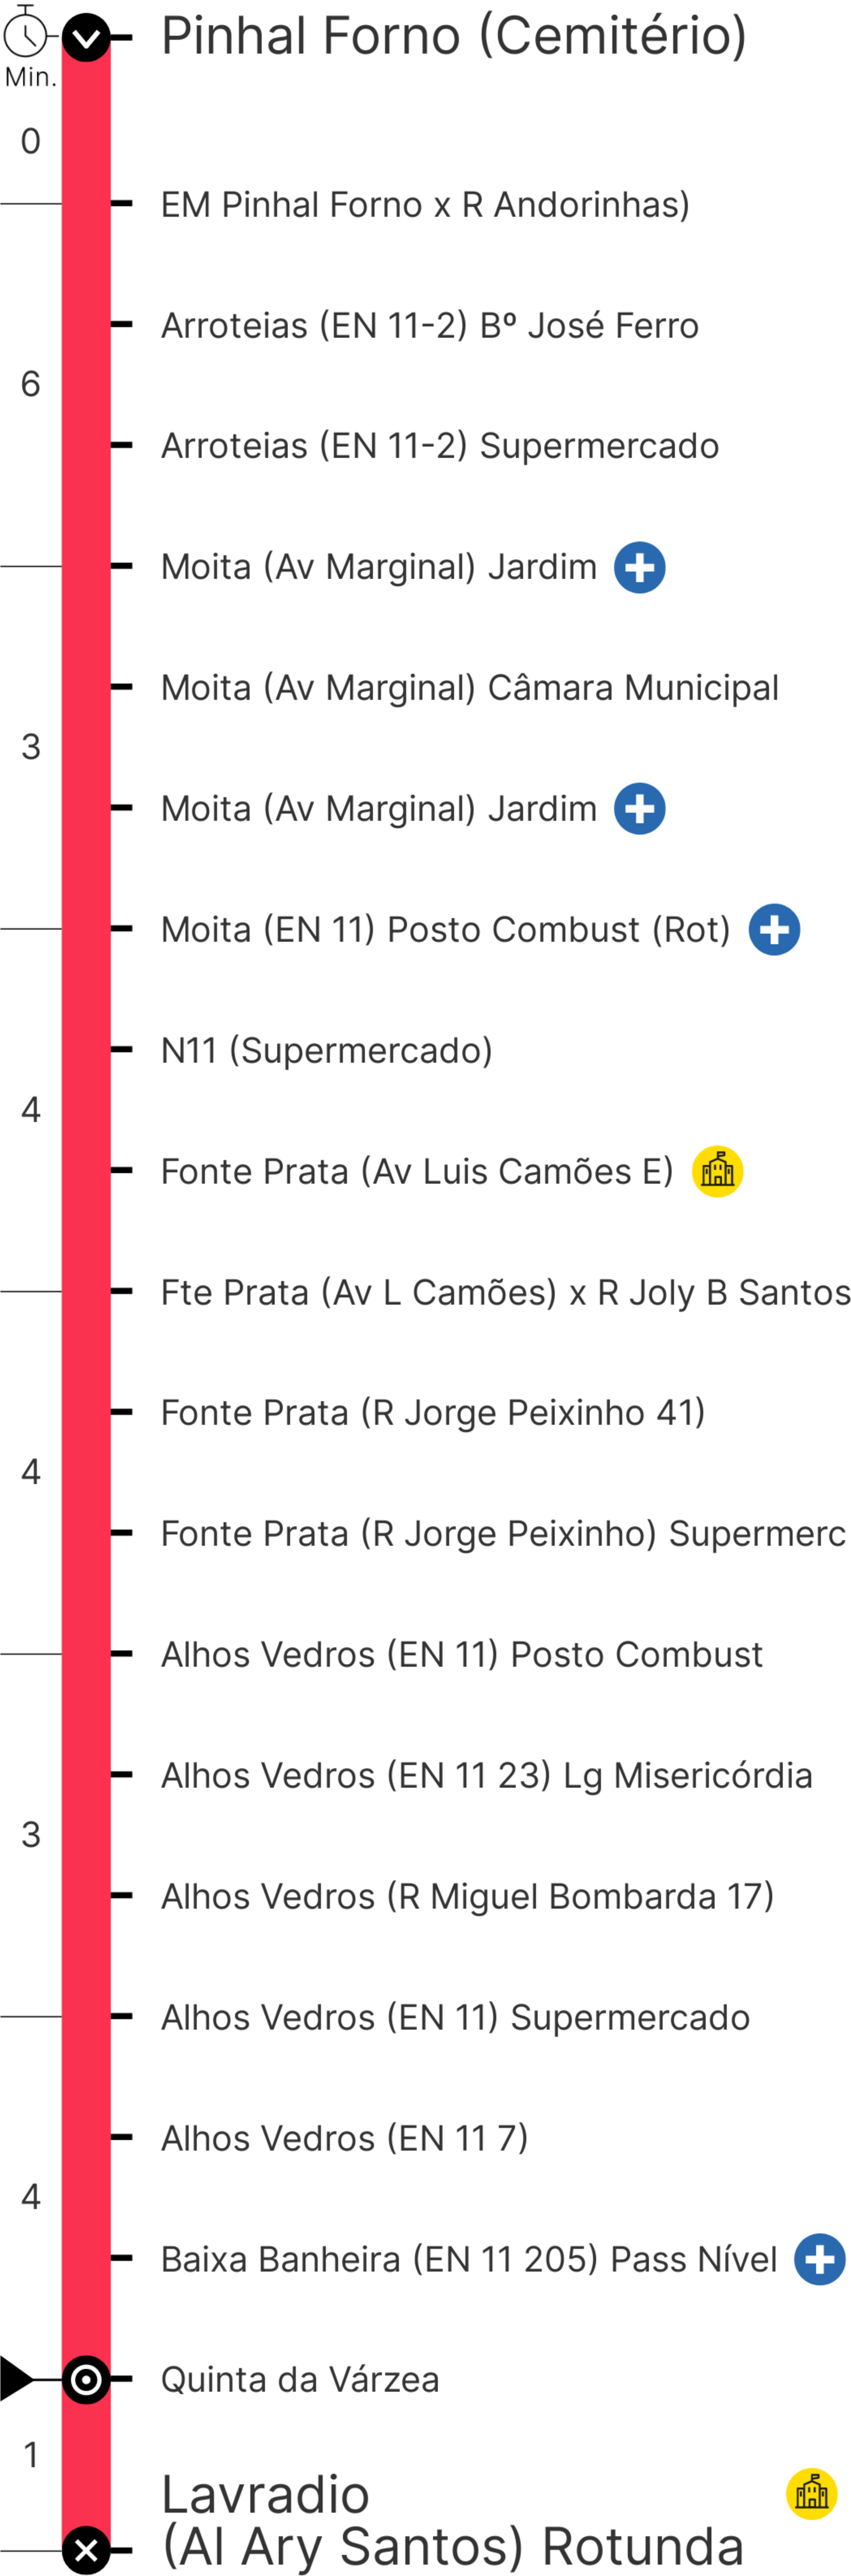 Pinhal Forno (Cemitério)
Min.
0
EM Pinhal Forno x R Andorinhas)
Arroteias (EN 11-2) Bº José Ferro
6
Arroteias (EN 11-2) Supermercado
Moita (Av Marginal) Jardim
Moita (Av Marginal) Câmara Municipal
3
Moita (Av Marginal) Jardim
Moita (EN 11) Posto Combust (Rot)
N11 (Supermercado)
4
Fonte Prata (Av Luis Camões E)
Fte Prata (Av L Camões) x R Joly B Santos
Fonte Prata (R Jorge Peixinho 41)
4
Fonte Prata (R Jorge Peixinho) Supermerc
Alhos Vedros (EN 11) Posto Combust
Alhos Vedros (EN 11 23) Lg Misericórdia
3
Alhos Vedros (R Miguel Bombarda 17)
Alhos Vedros (EN 11) Supermercado
Alhos Vedros (EN 11 7)
4
Baixa Banheira (EN 11 205) Pass Nível
Quinta da Várzea
1
Lavradio
(Al Ary Santos) Rotunda